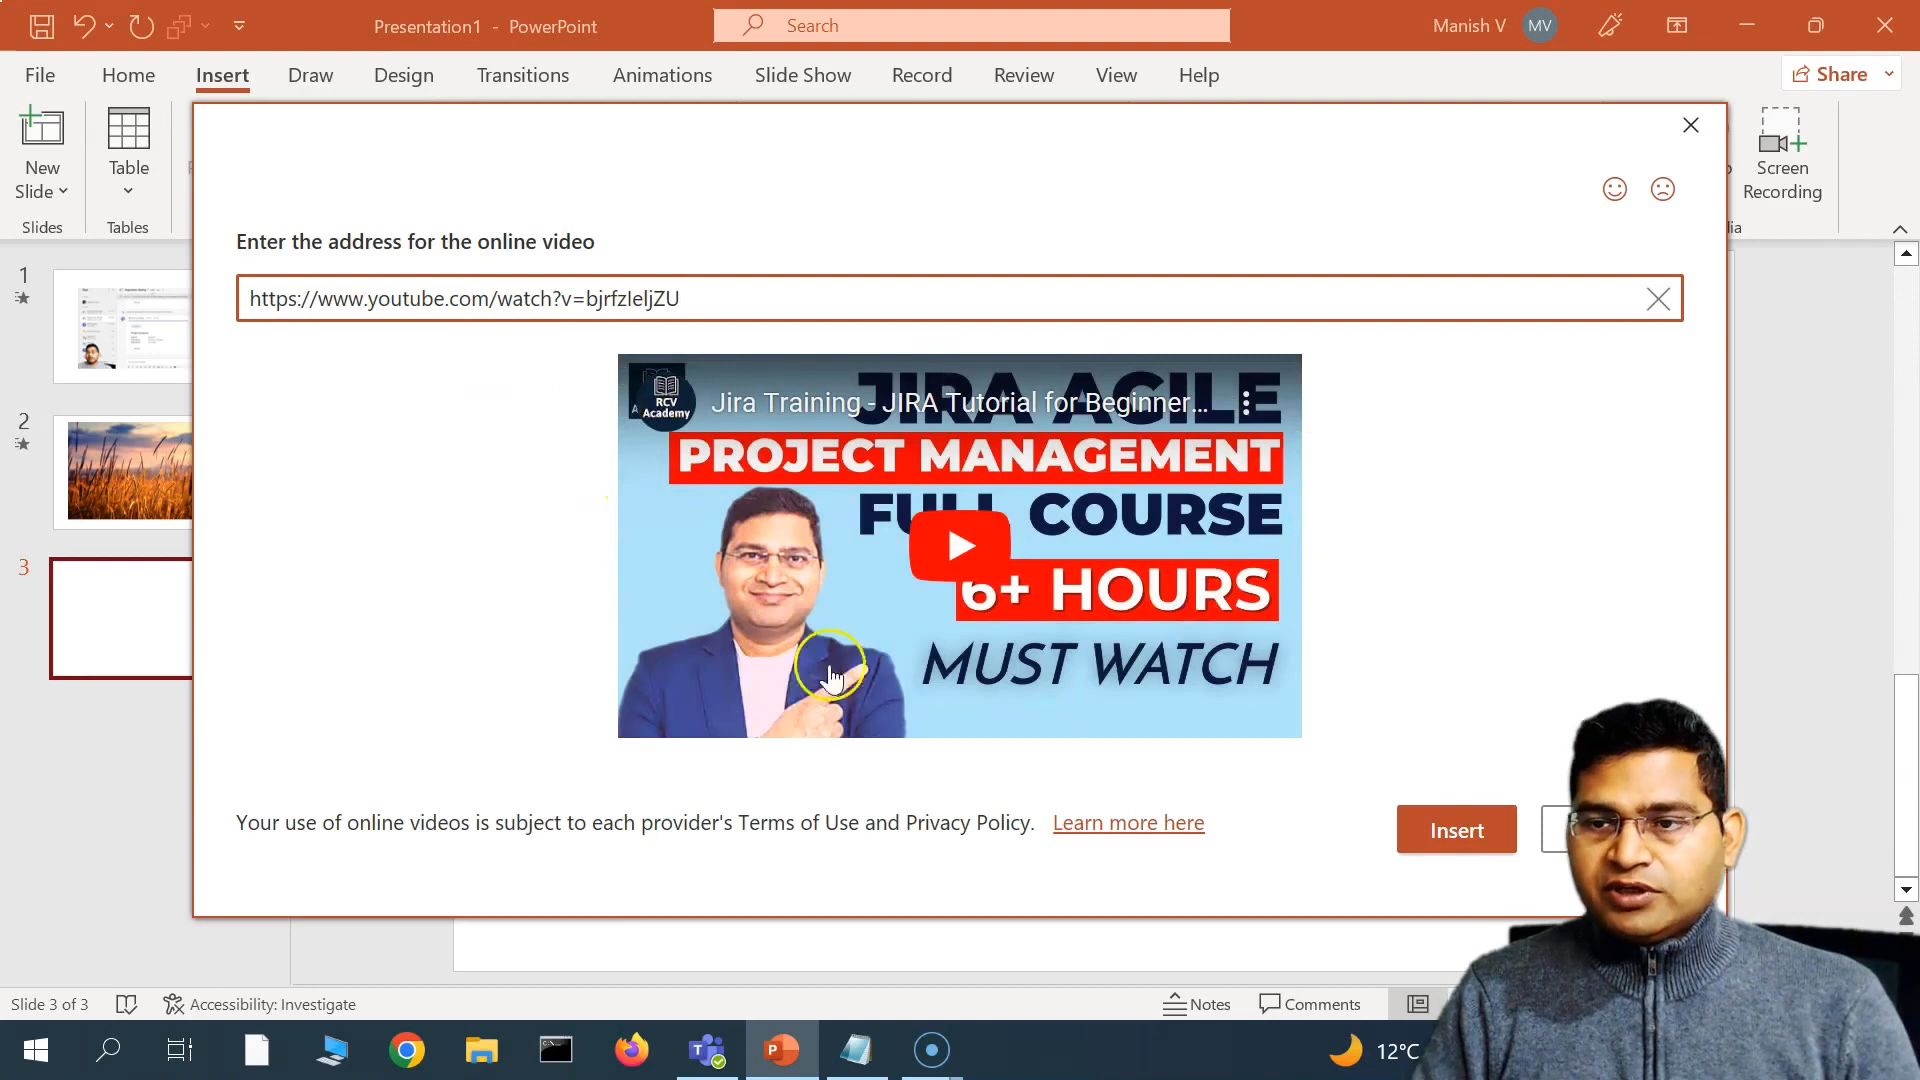 Presentation1 - PowerPoint
Search
Manish V MV
File Home Insert Draw Design Transitions Animations Slide Show Record Review View Help Share
New Slide
Slides
Table
Tables
Screen Recording
Enter the address for the online video
https://www.youtube.com/watch?v=bjrfzIeljZU
RCV Academy
Jira Training - JIRA Tutorial for Beginner...
JIRA AGILE
PROJECT MANAGEMENT
FULL COURSE
6+ HOURS
MUST WATCH
Your use of online videos is subject to each provider's Terms of Use and Privacy Policy. Learn more here
Insert
1
2
3
Slide 3 of 3 Accessibility: Investigate Notes Comments
12°C